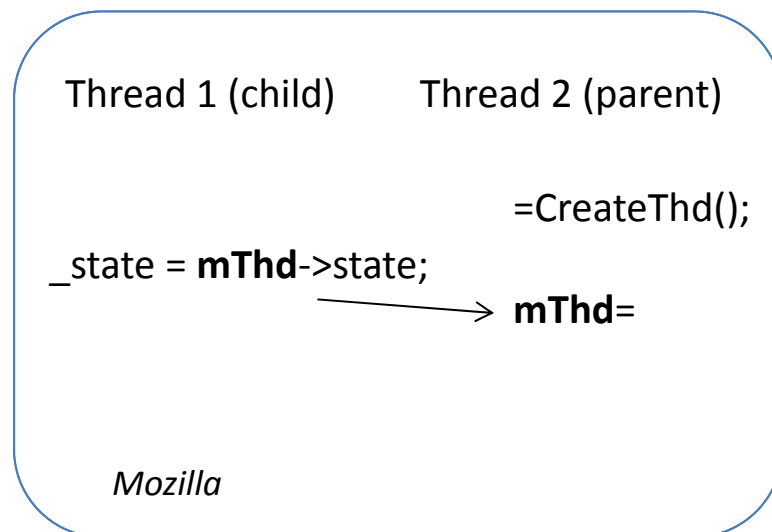 Thread 1 (child) Thread 2 (parent)
=CreateThd();
_state = mThd->state;
mThd=
Mozilla